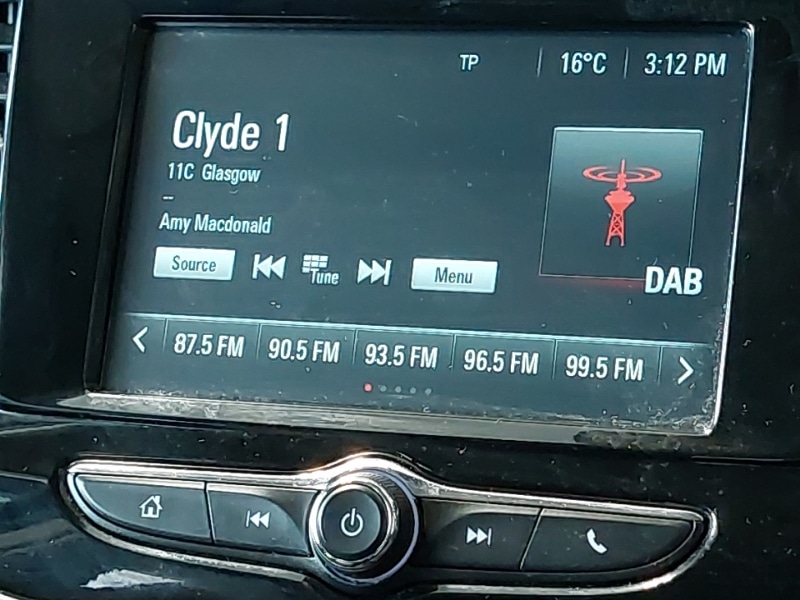 TP 16°C 3:12 PM
Clyde 1
11C Glasgow
--
Amy Macdonald
Source Tune Menu
DAB
87.5 FM 90.5 FM 93.5 FM 96.5 FM 99.5 FM